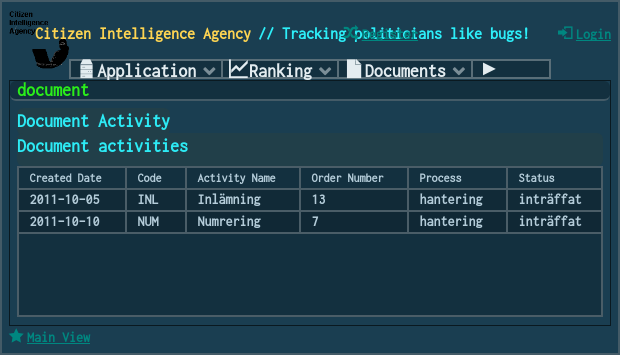 Citizen
Intelligence
Agency
Citizen Intelligence Agency // Tracking politicians like bugs!
Login
Application
Ranking
Documents
document
Document Activity
Document activities
Created Date Code Activity Name Order Number Process Status
2011-10-05 INL Inlämning 13 hantering inträffat
2011-10-10 NUM Numrering 7 hantering inträffat
Main View